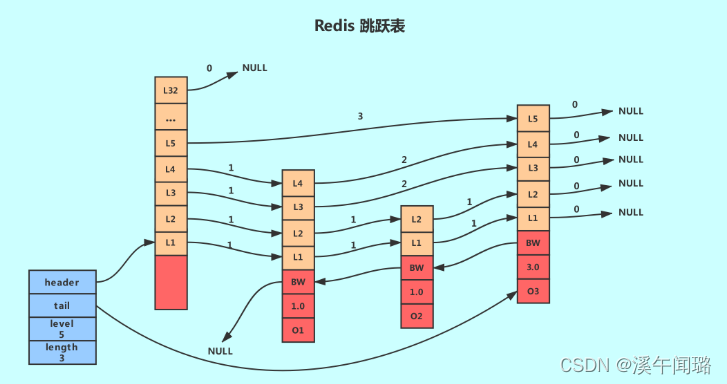 Redis 跳跃表
L32
...
L5
L4
L3
L2
L1
0
NULL
3
1
1
1
1
header
tail
level
5
length
3
L4
L3
L2
L1
BW
1.0
O1
NULL
2
2
1
1
L2
L1
BW
1.0
O2
1
1
L5
L4
L3
L2
L1
BW
3.0
O3
0
NULL
0
NULL
0
NULL
0
NULL
0
NULL
CSDN @溪午闻璐